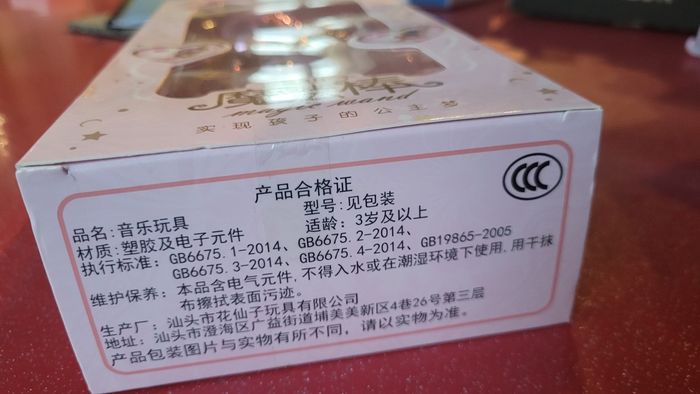 魔 棒
magic wand
实现孩子的公主梦
产品合格证
CCC
品名：音乐玩具
型号：见包装
材质：塑胶及电子元件
适龄：3岁及以上
执行标准：GB6675.1-2014、GB6675.2-2014、
GB6675.3-2014、GB6675.4-2014、GB19865-2005
维护保养：本品含电气元件,不得入水或在潮湿环境下使用,用干抹
布擦拭表面污迹。
生产厂：汕头市花仙子玩具有限公司
地址：汕头市澄海区广益街道埔美美新区4巷26号第三层
产品包装图片与实物有所不同，请以实物为准。